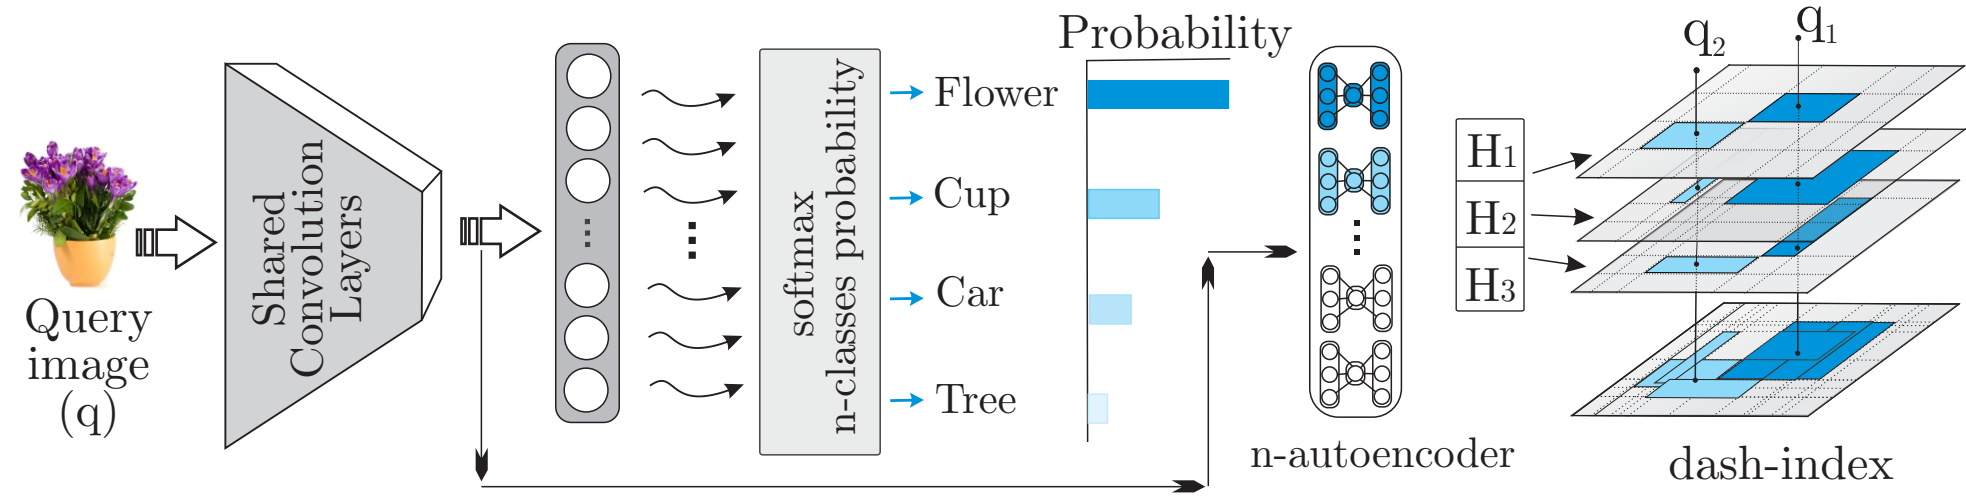 Query
image
(q)
Shared
Convolution
Layers
...
...
softmax
n-classes probability
Probability
Flower
Cup
Car
Tree
...
n-autoencoder
H1
H2
H3
q2
q1
dash-index